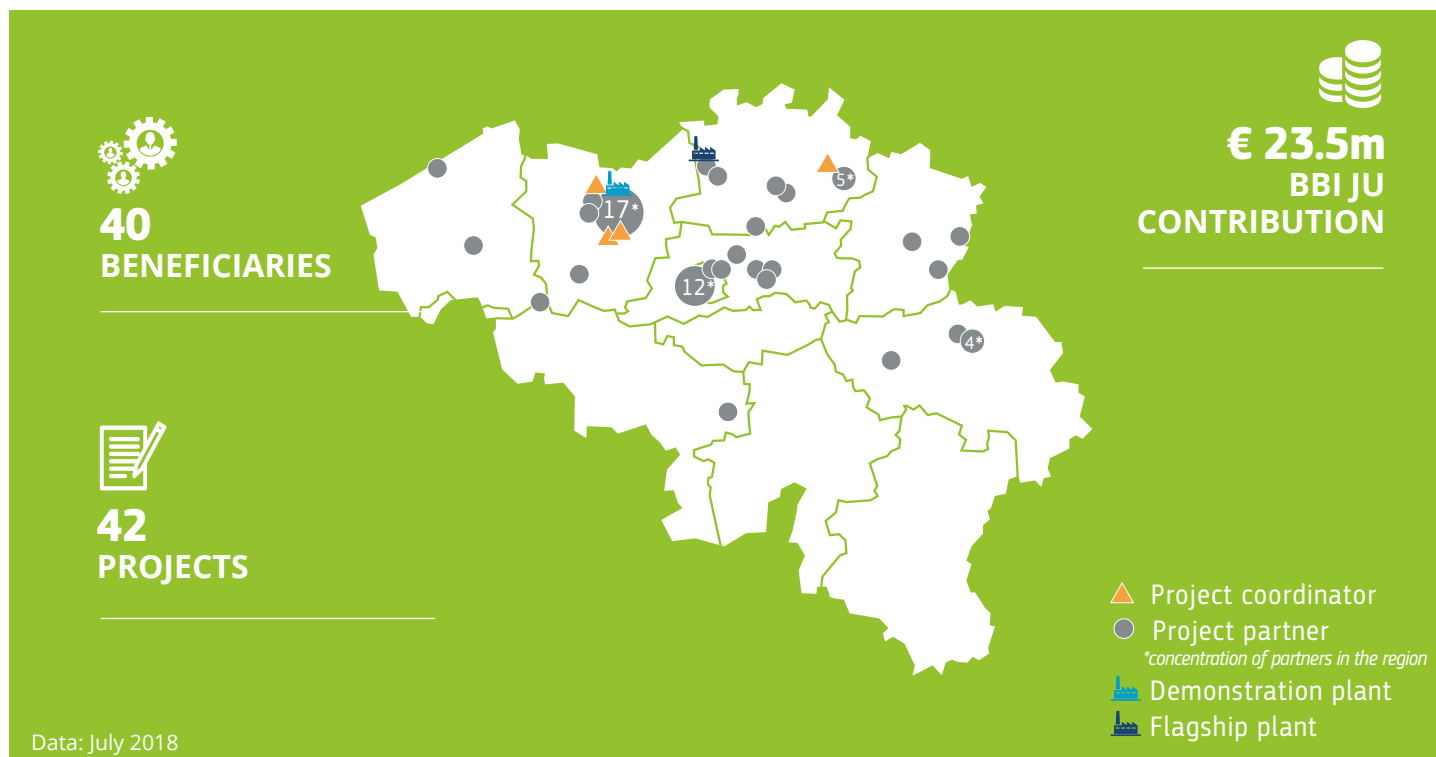 40
BENEFICIARIES
42
PROJECTS
€ 23.5m
BBI JU
CONTRIBUTION
17*
5*
12*
4*
Project coordinator
Project partner
*concentration of partners in the region
Demonstration plant
Flagship plant
Data: July 2018